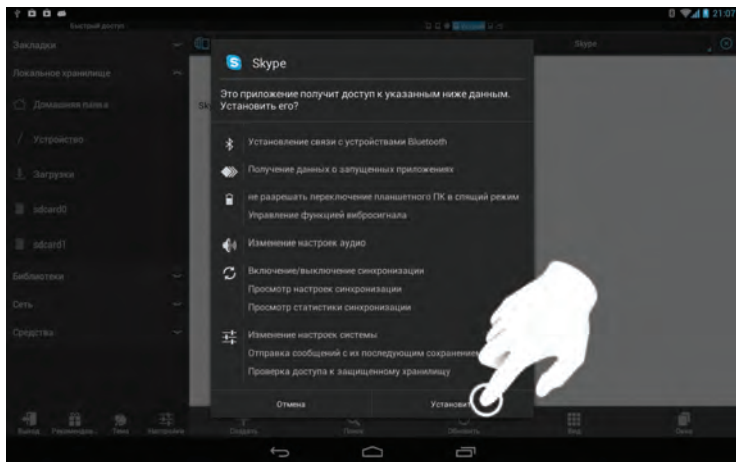 21:07
Быстрый доступ
Закладки
Skype
Локальное хранилище
Домашняя папка
Устройство
Загрузки
sdcard0
sdcard1
Библиотеки
Сеть
Средства
Skype
Это приложение получит доступ к указанным ниже данным.
Установить его?
Установление связи с устройствами Bluetooth
Получение данных о запущенных приложениях
не разрешать переключение планшетного ПК в спящий режим
Управление функцией вибросигнала
Изменение настроек аудио
Включение/выключение синхронизации
Просмотр настроек синхронизации
Просмотр статистики синхронизации
Изменение настроек системы
Отправка сообщений с их последующим сохранением
Проверка доступа к защищенному хранилищу
Отмена
Установит
Выход Рекомендов... Тема Настройки Создать Поиск Обновить Вид Окна